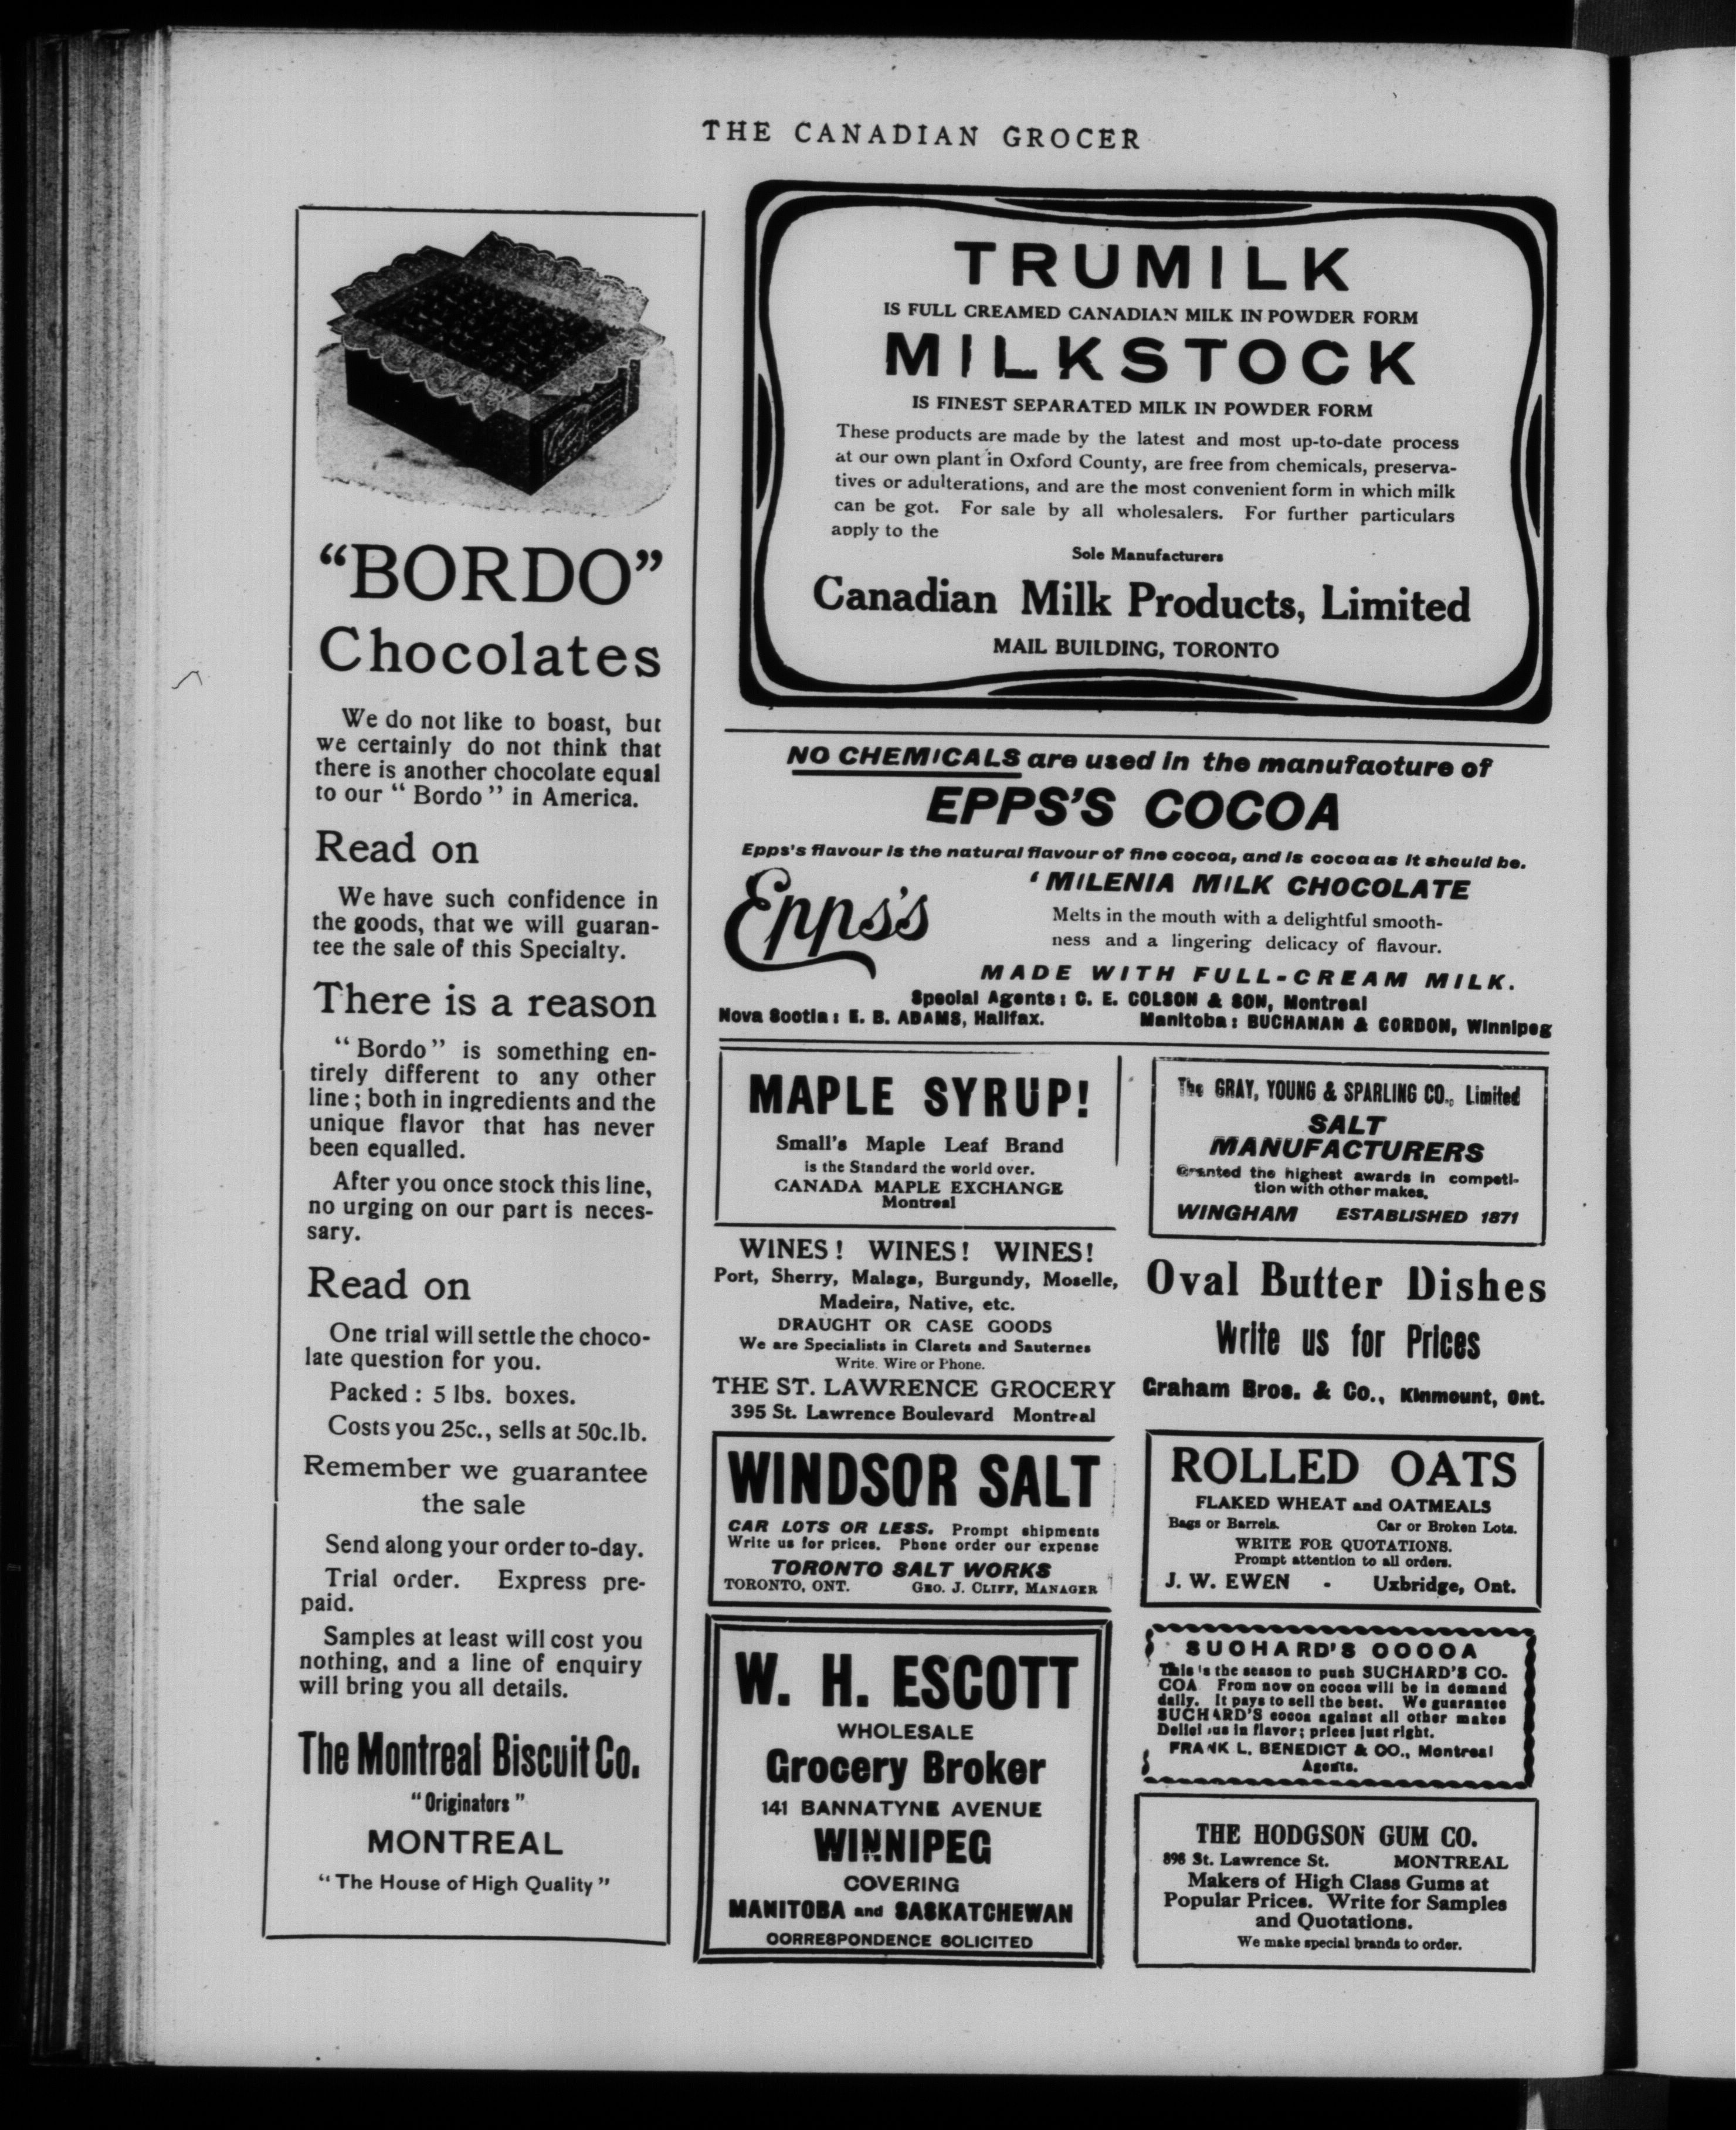 THE CANADIAN GROCER
"BORDO"
Chocolates
We do not like to boast, but
we certainly do not think that
there is another chocolate equal
to our "Bordo" in America.
Read on
We have such confidence in
the goods, that we will guaran-
tee the sale of this Specialty.
There is a reason
"Bordo" is something en-
tirely different to any other
line; both in ingredients and the
unique flavor that has never
been equalled.
After you once stock this line,
no urging on our part is neces-
sary.
Read on
One trial will settle the choco-
late question for you.
Packed: 5 lbs. boxes.
Costs you 25c., sells at 50c.lb.
Remember we guarantee
the sale
Send along your order to-day.
Trial order. Express pre-
paid.
Samples at least will cost you
nothing, and a line of enquiry
will bring you all details.
The Montreal Biscuit Co.
"Originators"
MONTREAL
"The House of High Quality"
TRUMILK
IS FULL CREAMED CANADIAN MILK IN POWDER FORM
MILKSTOCK
IS FINEST SEPARATED MILK IN POWDER FORM
These products are made by the latest and most up-to-date process
at our own plant in Oxford County, are free from chemicals, preserva-
tives or adulterations, and are the most convenient form in which milk
can be got. For sale by all wholesalers. For further particulars
apply to the
Sole Manufacturers
Canadian Milk Products, Limited
MAIL BUILDING, TORONTO
NO CHEMICALS are used in the manufacture of
EPPS'S COCOA
Epps's flavour is the natural flavour of fine cocoa, and is cocoa as it should be.
Epps's
'MILENIA MILK CHOCOLATE
Melts in the mouth with a delightful smooth-
ness and a lingering delicacy of flavour.
MADE WITH FULL-CREAM MILK.
Special Agents: C. E. COLSON & SON, Montreal
Nova Scotia: E. B. ADAMS, Halifax. Manitoba: BUCHANAN & CORDON, Winnipeg
MAPLE SYRUP!
Small's Maple Leaf Brand
is the Standard the world over.
CANADA MAPLE EXCHANGE
Montreal
The GRAY, YOUNG & SPARLING CO., Limited
SALT
MANUFACTURERS
Granted the highest awards in competi-
tion with other makes.
WINGHAM ESTABLISHED 1871
WINES! WINES! WINES!
Port, Sherry, Malaga, Burgundy, Moselle,
Madeira, Native, etc.
DRAUGHT OR CASE GOODS
We are Specialists in Clarets and Sauternes
Write, Wire or Phone.
THE ST. LAWRENCE GROCERY
395 St. Lawrence Boulevard Montreal
Oval Butter Dishes
Write us for Prices
Graham Bros. & Co., Kinmount, Ont.
WINDSOR SALT
CAR LOTS OR LESS. Prompt shipments
Write us for prices. Phone order our expense
TORONTO SALT WORKS
TORONTO, ONT. GEO. J. CLIFF, MANAGER
ROLLED OATS
FLAKED WHEAT and OATMEALS
Bags or Barrels. Car or Broken Lots.
WRITE FOR QUOTATIONS.
Prompt attention to all orders.
J. W. EWEN - Uxbridge, Ont.
W. H. ESCOTT
WHOLESALE
Grocery Broker
141 BANNATYNE AVENUE
WINNIPEG
COVERING
MANITOBA and SASKATCHEWAN
CORRESPONDENCE SOLICITED
SUCHARD'S COCOA
This is the season to push SUCHARD'S CO-
COA. From now on cocoa will be in demand
daily. It pays to sell the best. We guarantee
SUCHARD'S cocoa against all other makes
Delicious in flavor; prices just right.
FRANK L. BENEDICT & CO., Montreal
Agents.
THE HODGSON GUM CO.
898 St. Lawrence St. MONTREAL
Makers of High Class Gums at
Popular Prices. Write for Samples
and Quotations.
We make special brands to order.